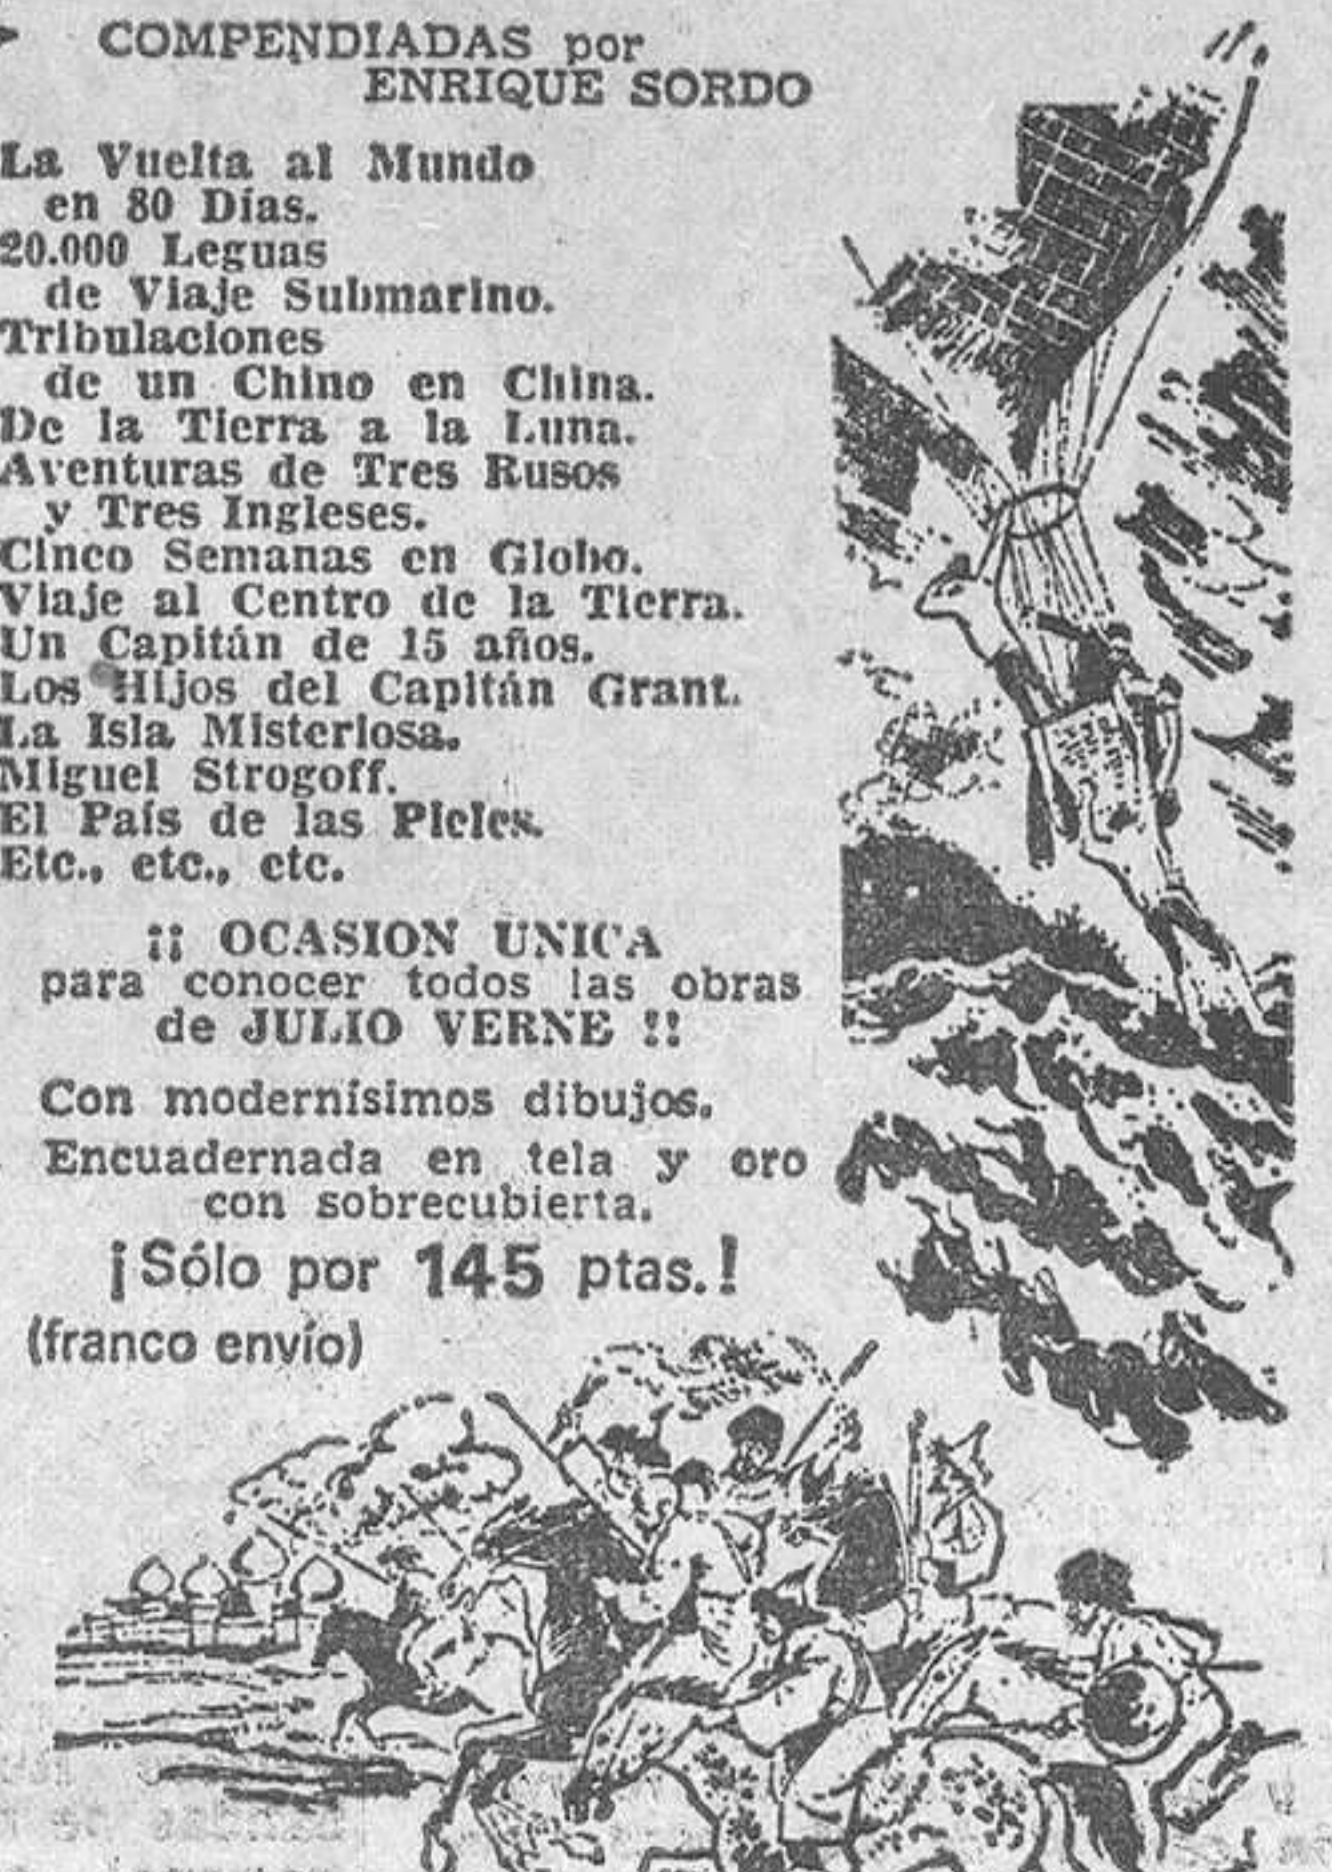 COMPENDIADAS por
ENRIQUE SORDO
La Vuelta al Mundo
en 80 Días.
20.000 Leguas
de Viaje Submarino.
Tribulaciones
de un Chino en China.
De la Tierra a la Luna.
Aventuras de Tres Rusos
y Tres Ingleses.
Cinco Semanas en Globo.
Viaje al Centro de la Tierra.
Un Capitán de 15 años.
Los Hijos del Capitán Grant.
La Isla Misteriosa.
Miguel Strogoff.
El País de las Pieles.
Etc., etc., etc.
¡¡ OCASION UNICA
para conocer todos las obras
de JULIO VERNE !!
Con modernísimos dibujos.
Encuadernada en tela y oro
con sobrecubierta.
¡Sólo por 145 ptas.!
(franco envío)